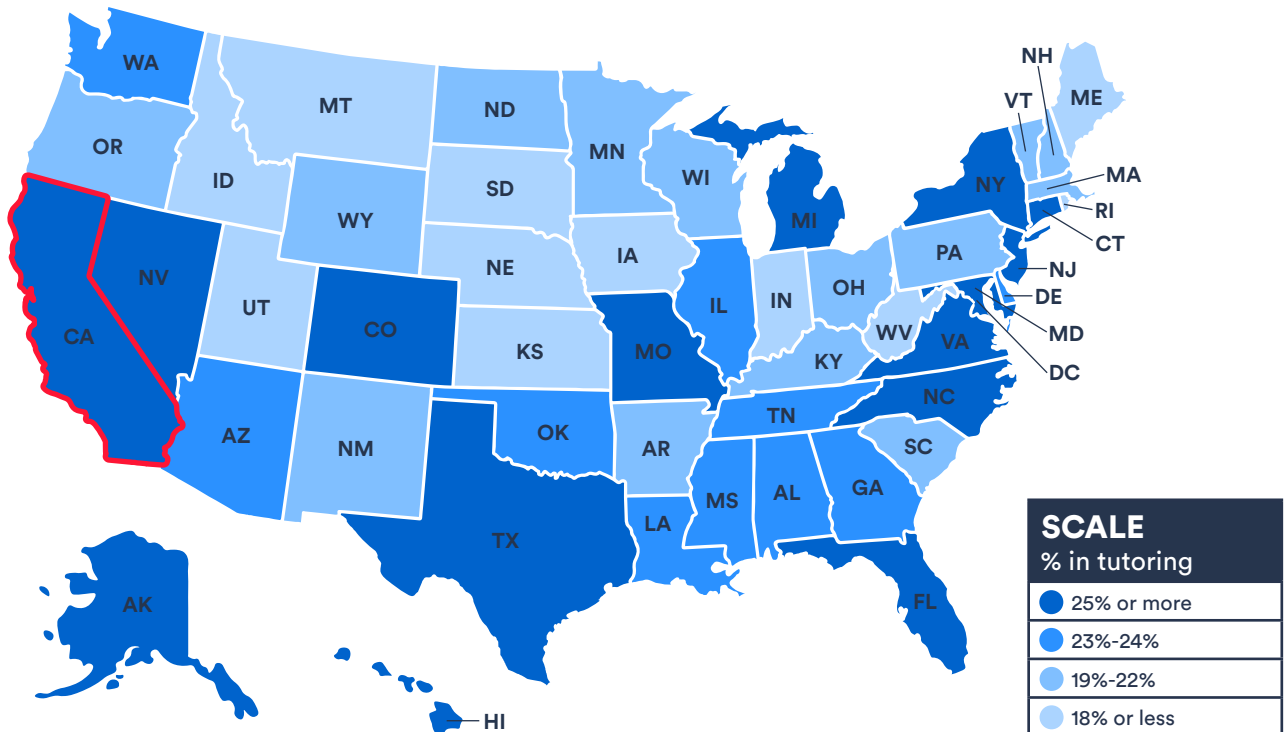 NH
WA
ME
VT
MT
ND
OR
MN
MA
ID
WI
NY
SD
RI
WY
MI
CT
PA
IA
NE
NJ
NV
OH
DE
IN
UT
IL
CO
MD
WV
CA
VA
KS
MO
KY
DC
NC
TN
OK
AZ
SC
NM
AR
GA
AL
MS
LA
TX
SCALE
% in tutoring
AK
FL
25% or more
23%-24%
19%-22%
18% or less
HI